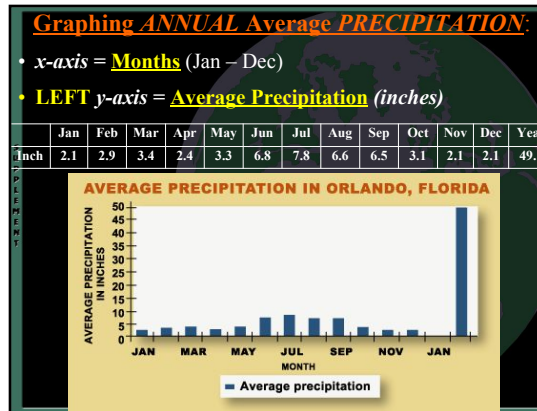 Graphing ANNUAL Average PRECIPITATION:
• x-axis = Months (Jan – Dec)
• LEFT y-axis = Average Precipitation (inches)
Jan Feb Mar Apr May Jun Jul Aug Sep Oct Nov Dec Yea
Inch 2.1 2.9 3.4 2.4 3.3 6.8 7.8 6.6 6.5 3.1 2.1 2.1 49.
AVERAGE PRECIPITATION IN ORLANDO, FLORIDA
AVERAGE PRECIPITATION
IN INCHES
50
45
40
35
30
25
20
15
10
5
0
JAN MAR MAY JUL SEP NOV JAN
MONTH
Average precipitation